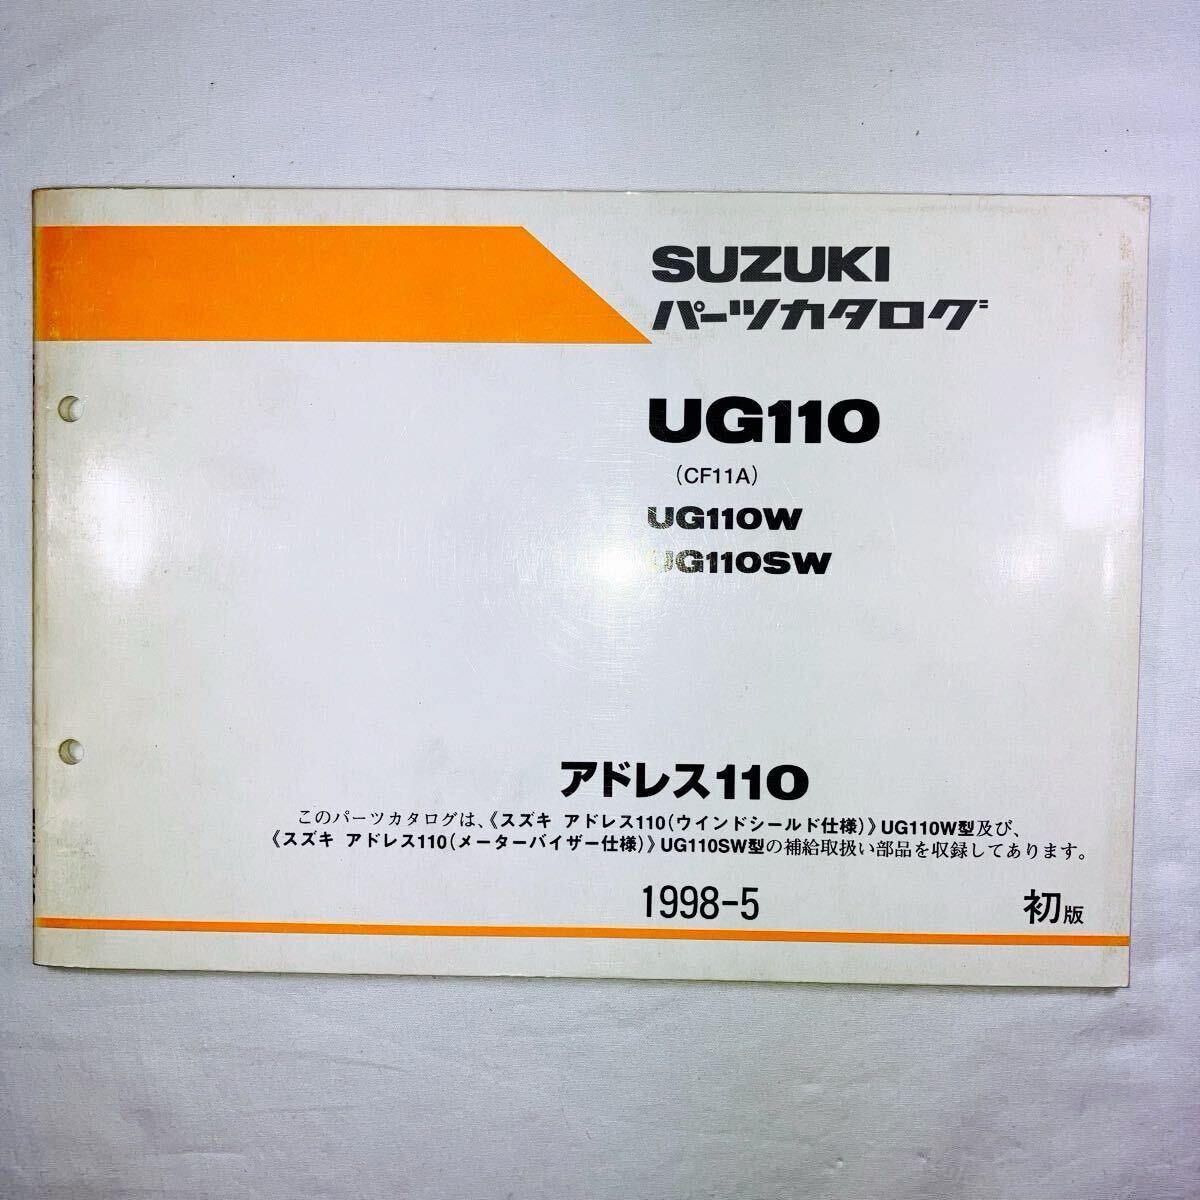 SUZUKI
パーツカタログ
UG110
(CF11A)
UG110W
UG110SW
アドレス110
このパーツカタログは、《スズキ アドレス110(ウインドシールド仕様)》UG110W型及び、
《スズキ アドレス110(メーターバイザー仕様)》UG110SW型の補給取扱い部品を収録してあります。
1998-5
初版